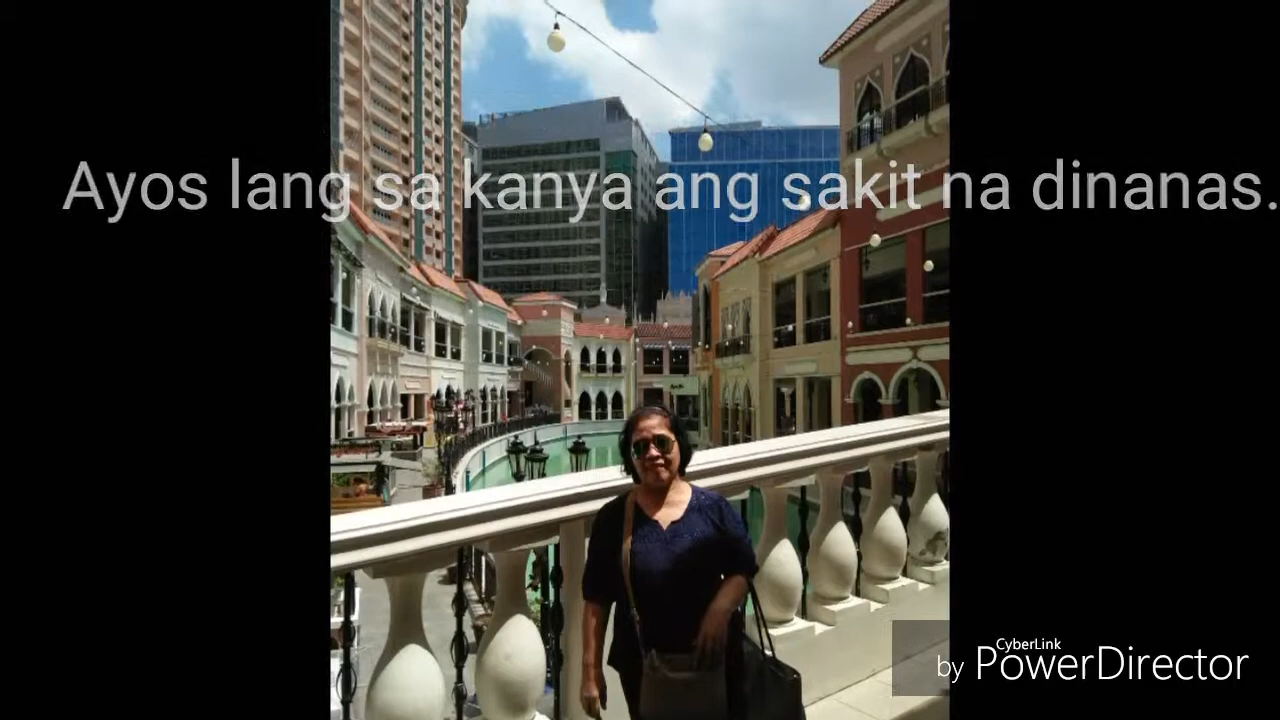 Ayos lang sa kanya ang sakit na dinanas.
CyberLink
by PowerDirector